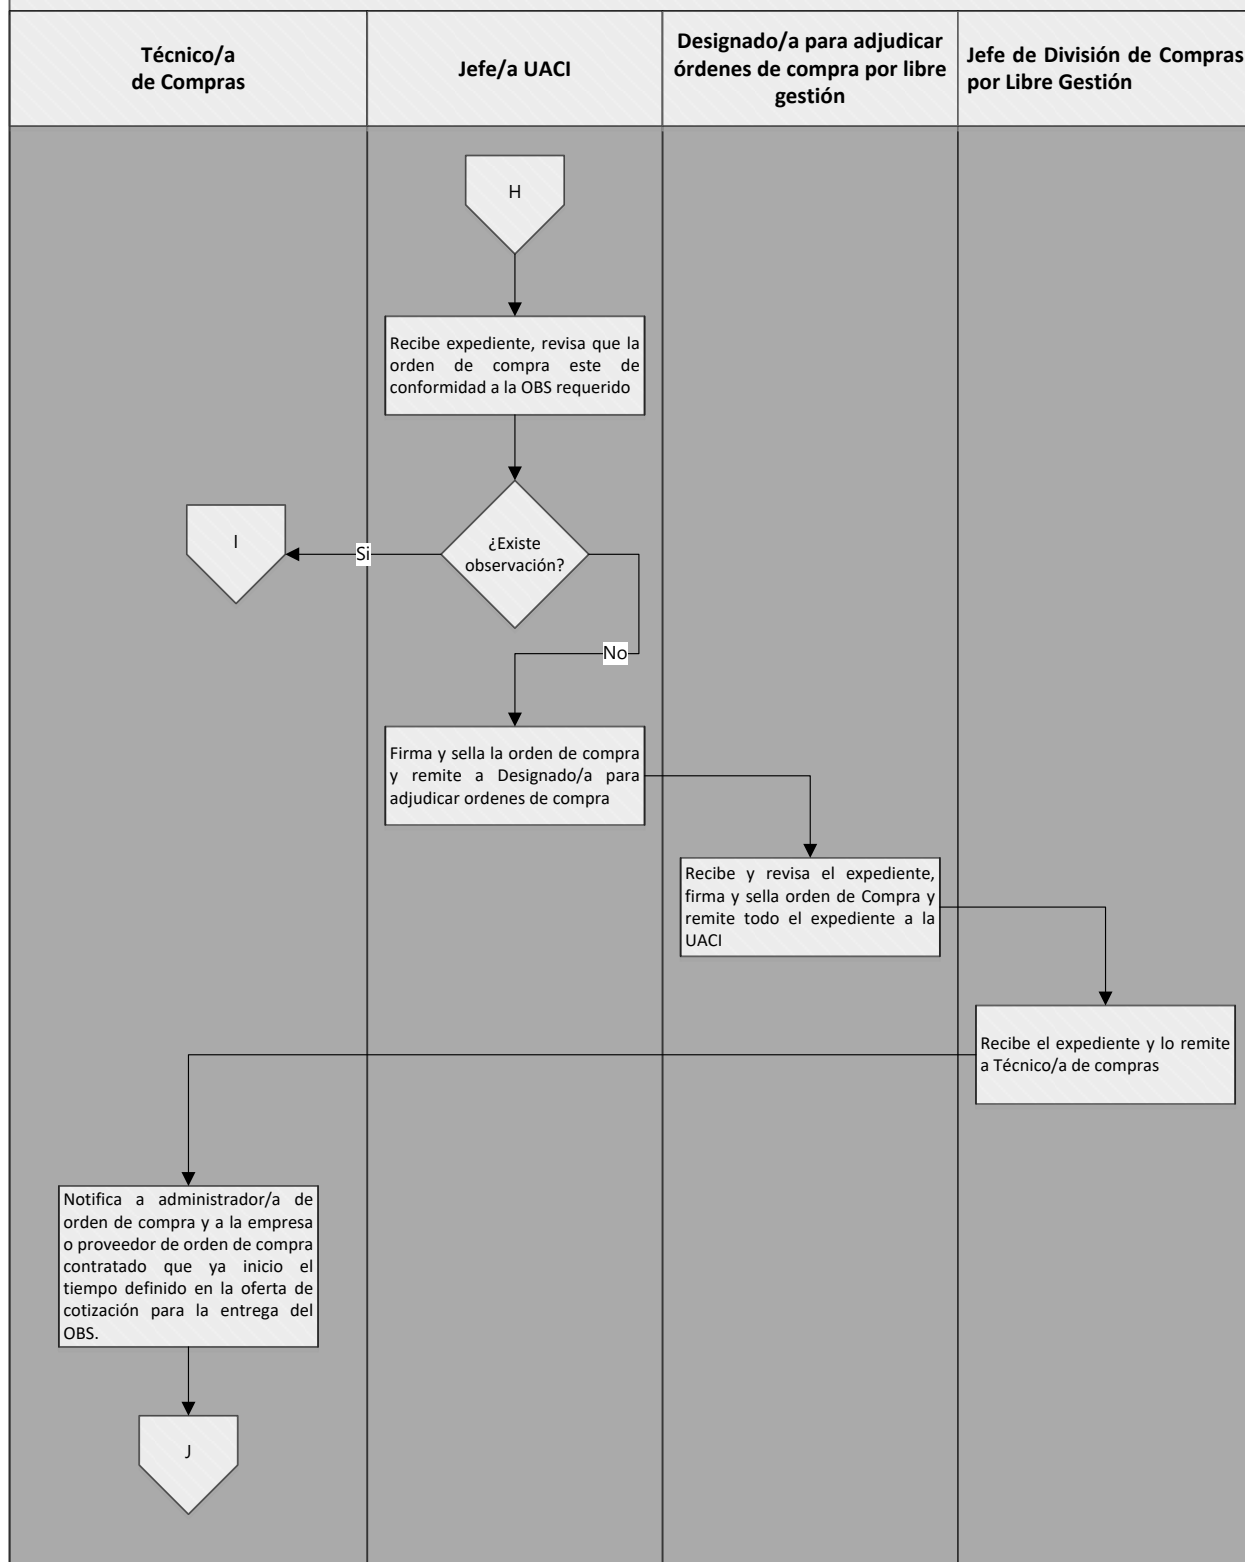 Técnico/a
de Compras
Jefe/a UACI
Designado/a para adjudicar
órdenes de compra por libre
gestión
Jefe de División de Compras
por Libre Gestión
H
Recibe expediente, revisa que la
orden de compra este de
conformidad a la OBS requerido
¿Existe
observación?
Si
I
No
Firma y sella la orden de compra
y remite a Designado/a para
adjudicar ordenes de compra
Recibe y revisa el expediente,
firma y sella orden de Compra y
remite todo el expediente a la
UACI
Recibe el expediente y lo remite
a Técnico/a de compras
Notifica a administrador/a de
orden de compra y a la empresa
o proveedor de orden de compra
contratado que ya inicio el
tiempo definido en la oferta de
cotización para la entrega del
OBS.
J